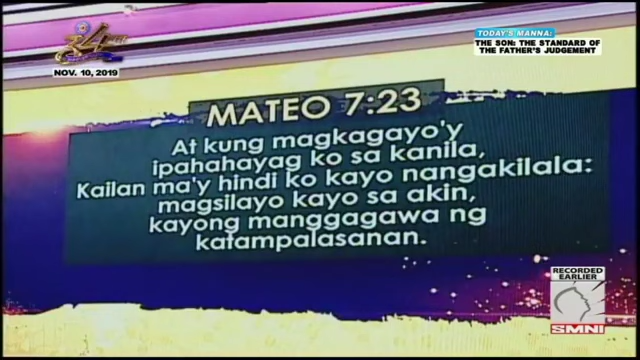 34
NOV. 10, 2019
TODAY'S MANNA:
THE SON: THE STANDARD OF
THE FATHER'S JUDGEMENT
MATEO 7:23
At kung magkagayo'y
ipahahayag ko sa kanila,
Kailan ma'y hindi ko kayo nangakilala:
magsilayo kayo sa akin,
kayong manggagawa ng
katampalasanan.
RECORDED
EARLIER
SMNI